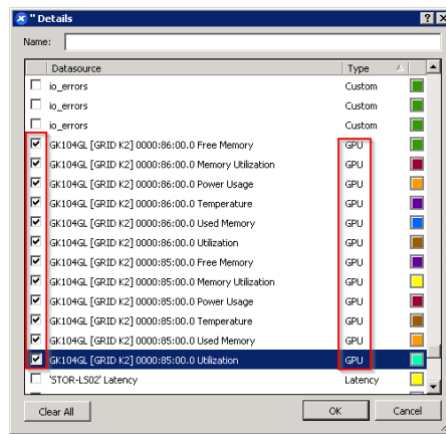 '' Details
Name:
Datasource Type
io_errors Custom
io_errors Custom
io_errors Custom
GK104GL [GRID K2] 0000:86:00.0 Free Memory GPU
GK104GL [GRID K2] 0000:86:00.0 Memory Utilization GPU
GK104GL [GRID K2] 0000:86:00.0 Power Usage GPU
GK104GL [GRID K2] 0000:86:00.0 Temperature GPU
GK104GL [GRID K2] 0000:86:00.0 Used Memory GPU
GK104GL [GRID K2] 0000:86:00.0 Utilization GPU
GK104GL [GRID K2] 0000:85:00.0 Free Memory GPU
GK104GL [GRID K2] 0000:85:00.0 Memory Utilization GPU
GK104GL [GRID K2] 0000:85:00.0 Power Usage GPU
GK104GL [GRID K2] 0000:85:00.0 Temperature GPU
GK104GL [GRID K2] 0000:85:00.0 Used Memory GPU
GK104GL [GRID K2] 0000:85:00.0 Utilization GPU
'STOR-LS02' Latency Latency
Clear All OK Cancel